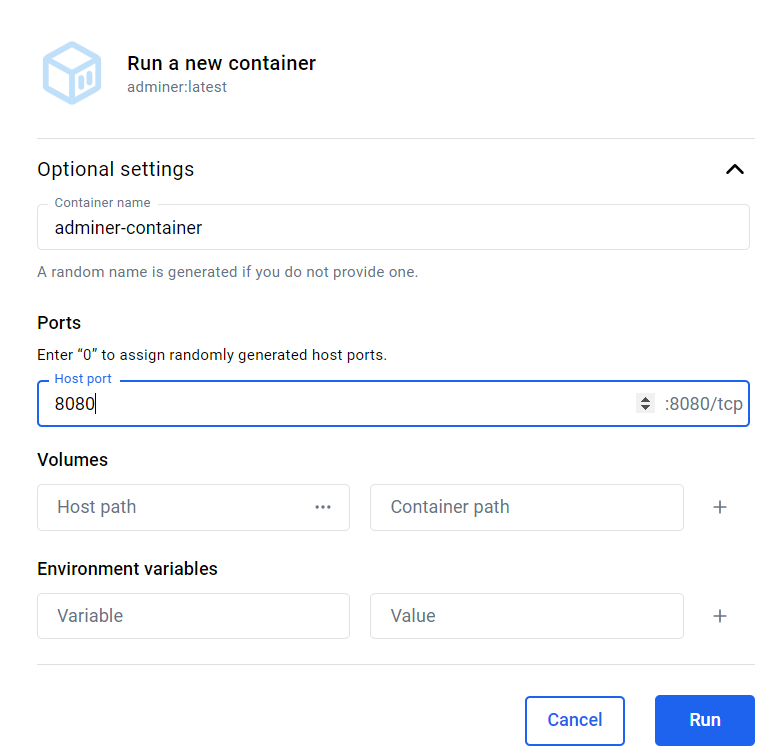 Run a new container
adminer:latest
Optional settings
Container name
adminer-container
A random name is generated if you do not provide one.
Ports
Enter “0” to assign randomly generated host ports.
Host port
8080 :8080/tcp
Volumes
Host path ••• Container path +
Environment variables
Variable Value +
Cancel Run